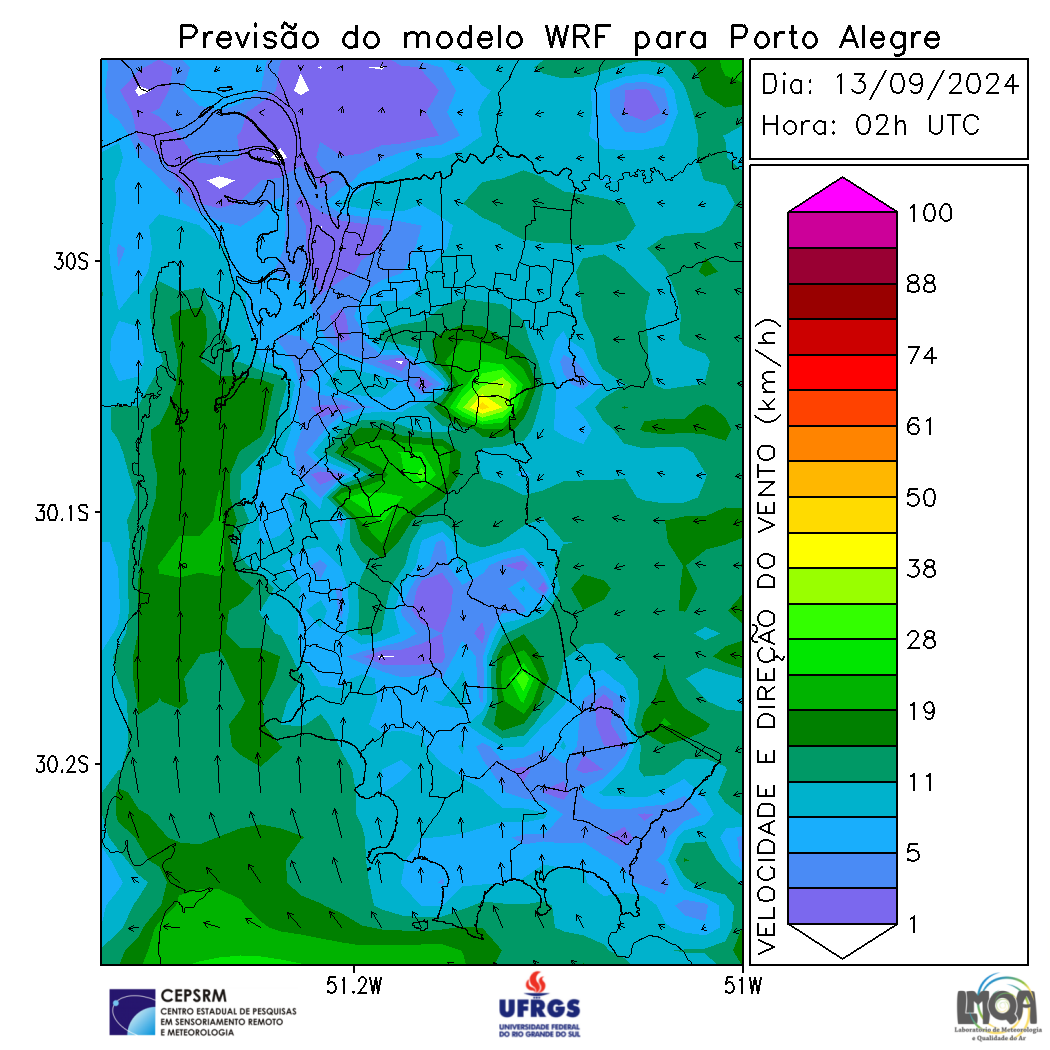 Previsão do modelo WRF para Porto Alegre
Dia: 13/09/2024
Hora: 02h UTC
30S
30.1S
30.2S
51.2W
51W
VELOCIDADE E DIREÇÃO DO VENTO (km/h)
100
88
74
61
50
38
28
19
11
5
1
CEPSRM
CENTRO ESTADUAL DE PESQUISAS
EM SENSORIAMENTO REMOTO
E METEOROLOGIA
UFRGS
UNIVERSIDADE FEDERAL
DO RIO GRANDE DO SUL
LMQA
Laboratório de Meteorologia
e Qualidade do Ar